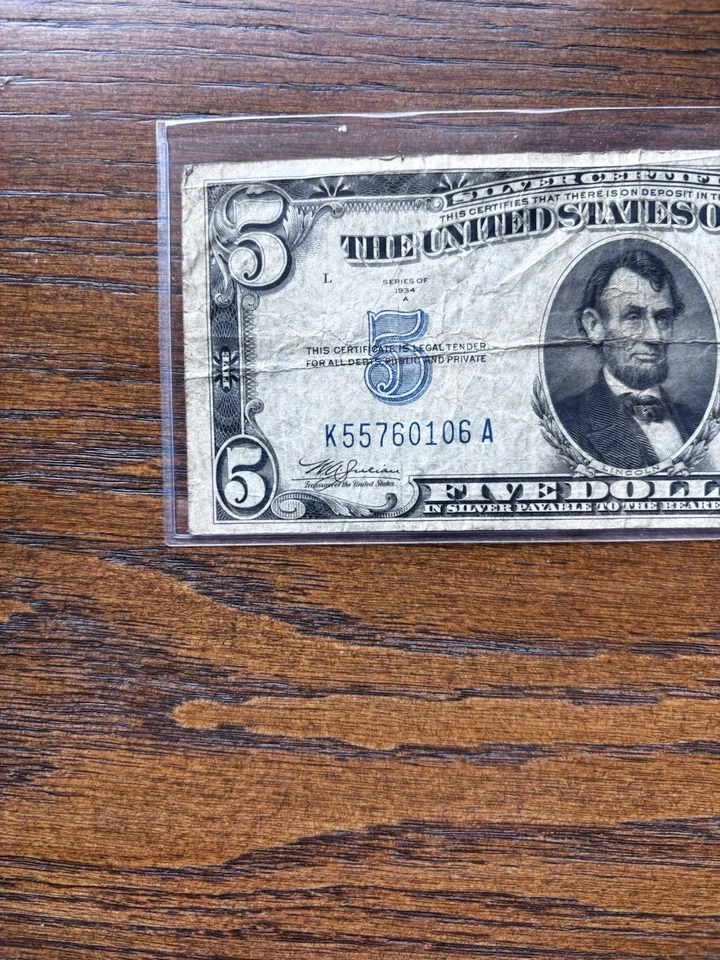 5
SILVER CERTIF
THIS CERTIFIES THAT THERE IS ON DEPOSIT IN T
THE UNITED STATES O
L
SERIES OF
1934
A
5
THIS CERTIFICATE IS LEGAL TENDER
FOR ALL DEBTS PUBLIC AND PRIVATE
FIVE
K55760106A
LINCOLN
Treasurer of the United States.
5
FIVE DOLL
IN SILVER PAYABLE TO THE BEARE